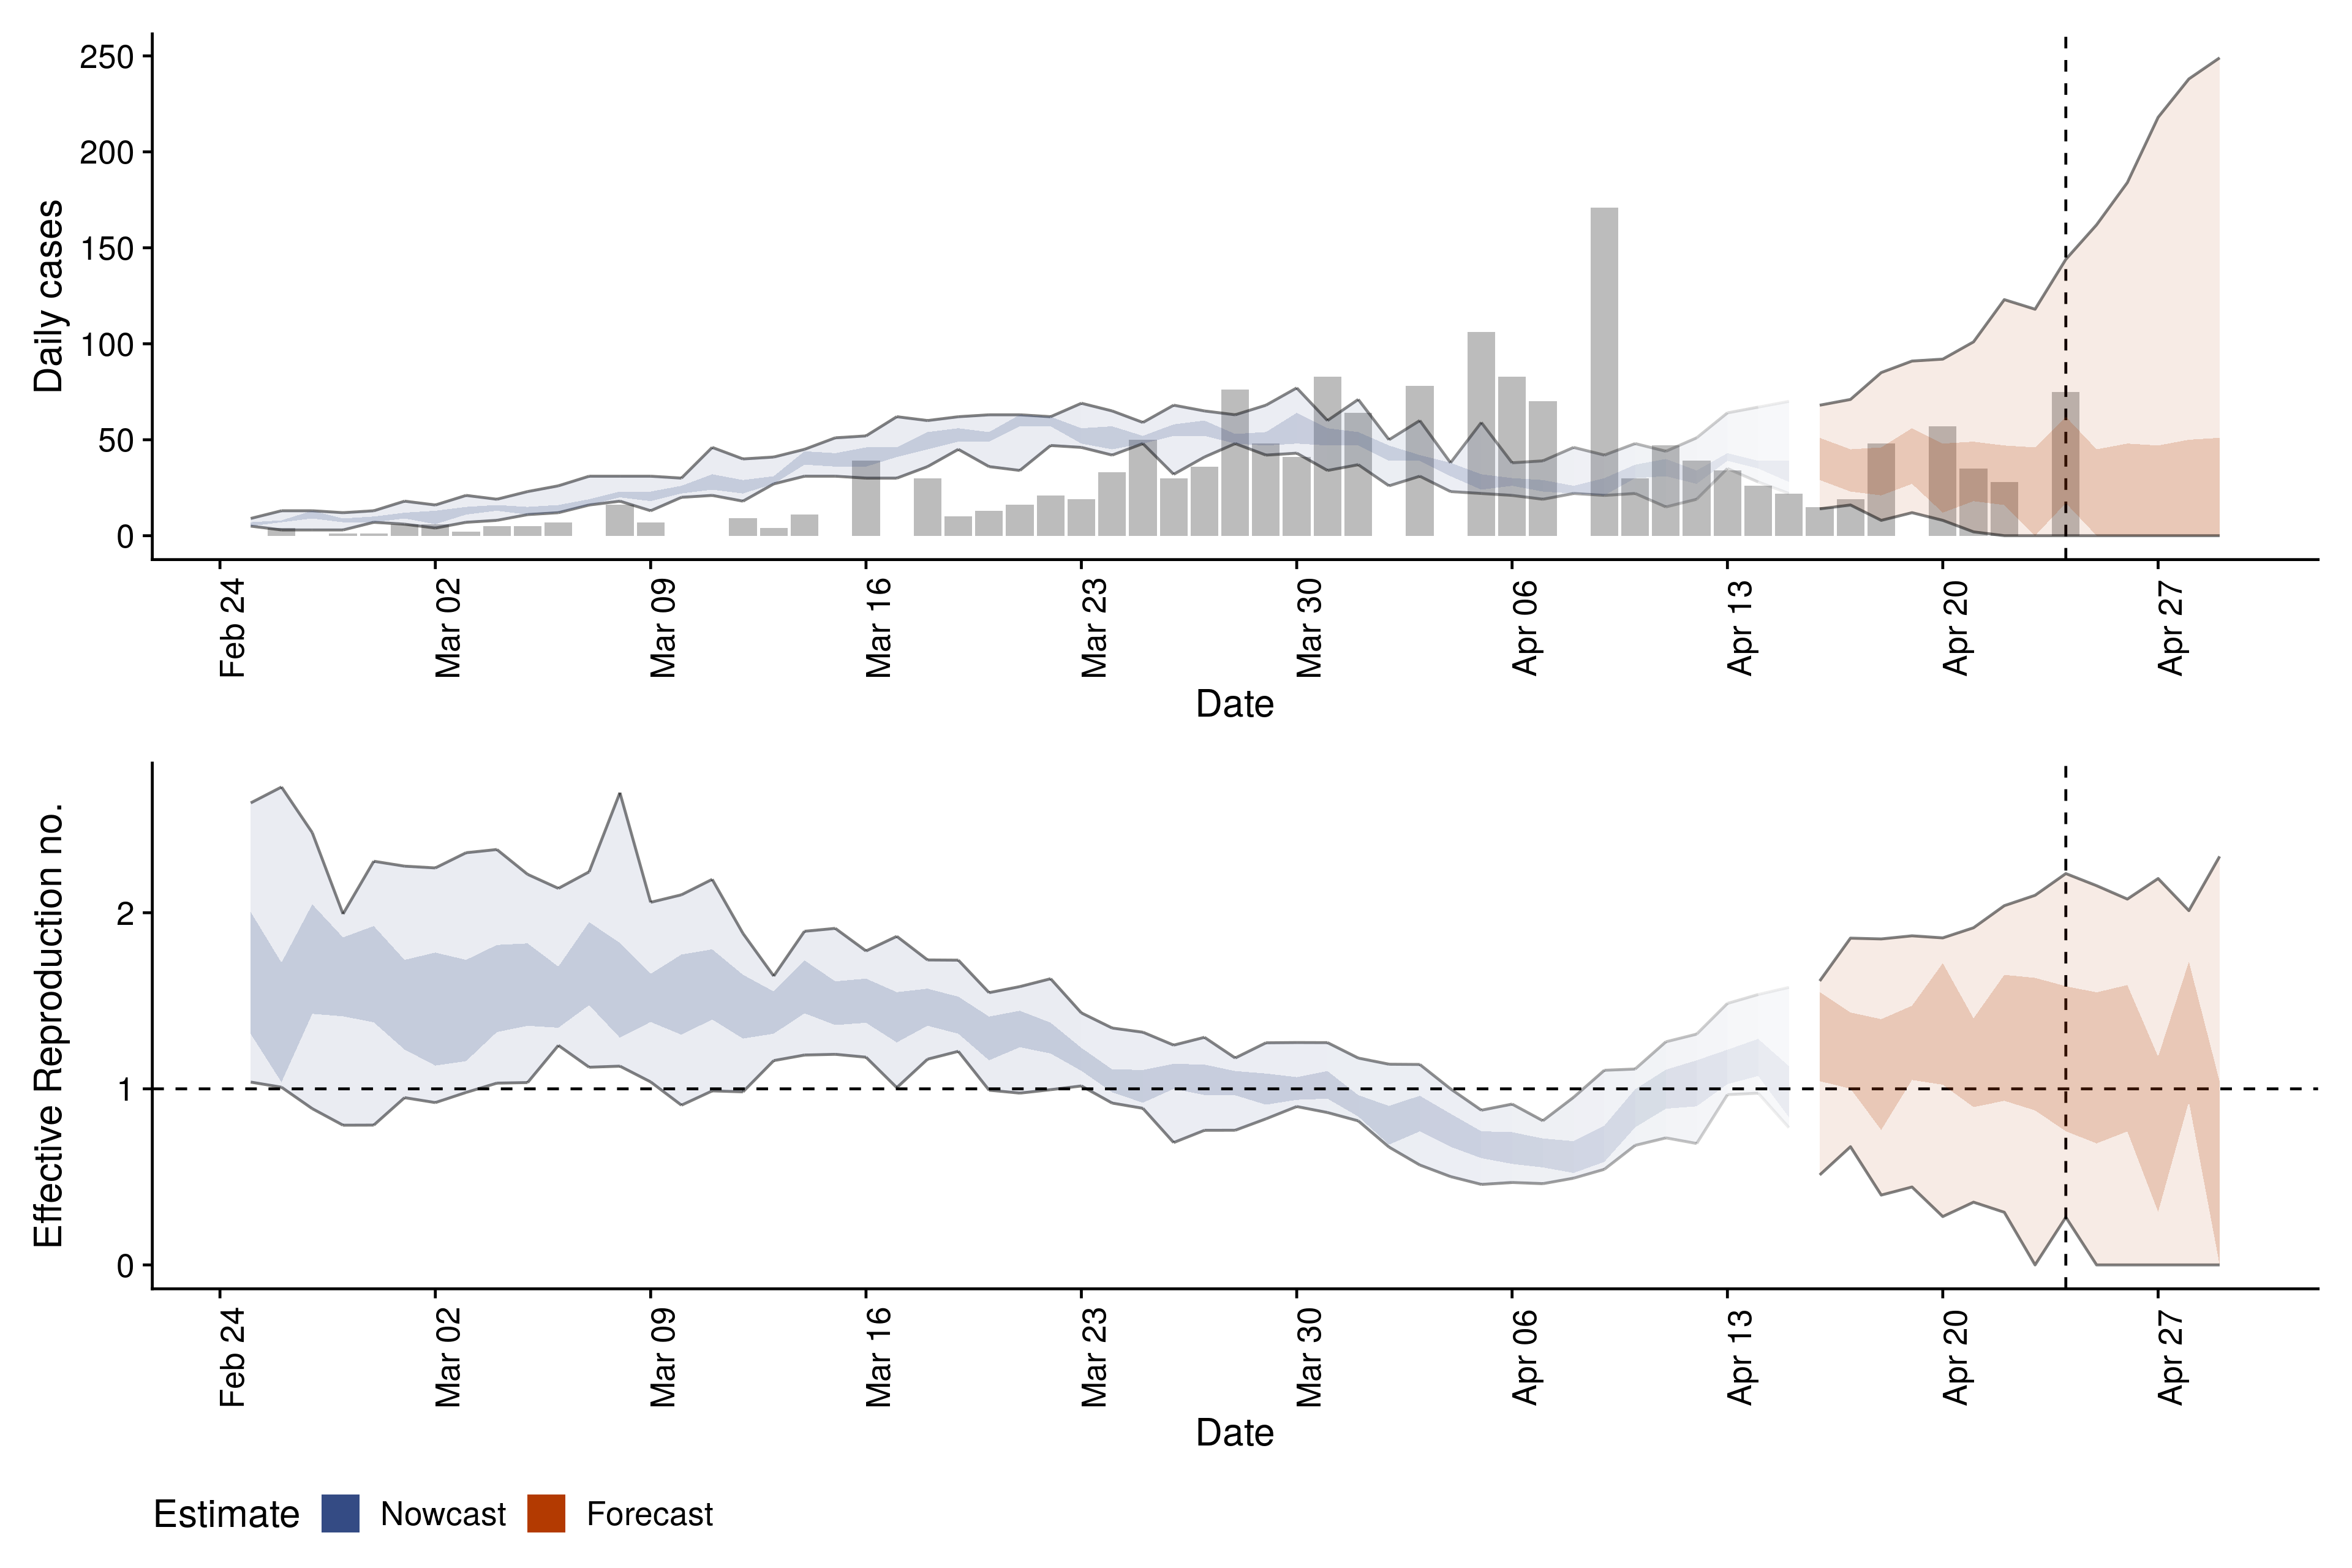 Daily cases
250
200
150
100
50
0
Feb 24
Mar 02
Mar 09
Mar 16
Mar 23
Mar 30
Apr 06
Apr 13
Apr 20
Apr 27
Date
Effective Reproduction no.
2
1
0
Feb 24
Mar 02
Mar 09
Mar 16
Mar 23
Mar 30
Apr 06
Apr 13
Apr 20
Apr 27
Date
Estimate Nowcast Forecast